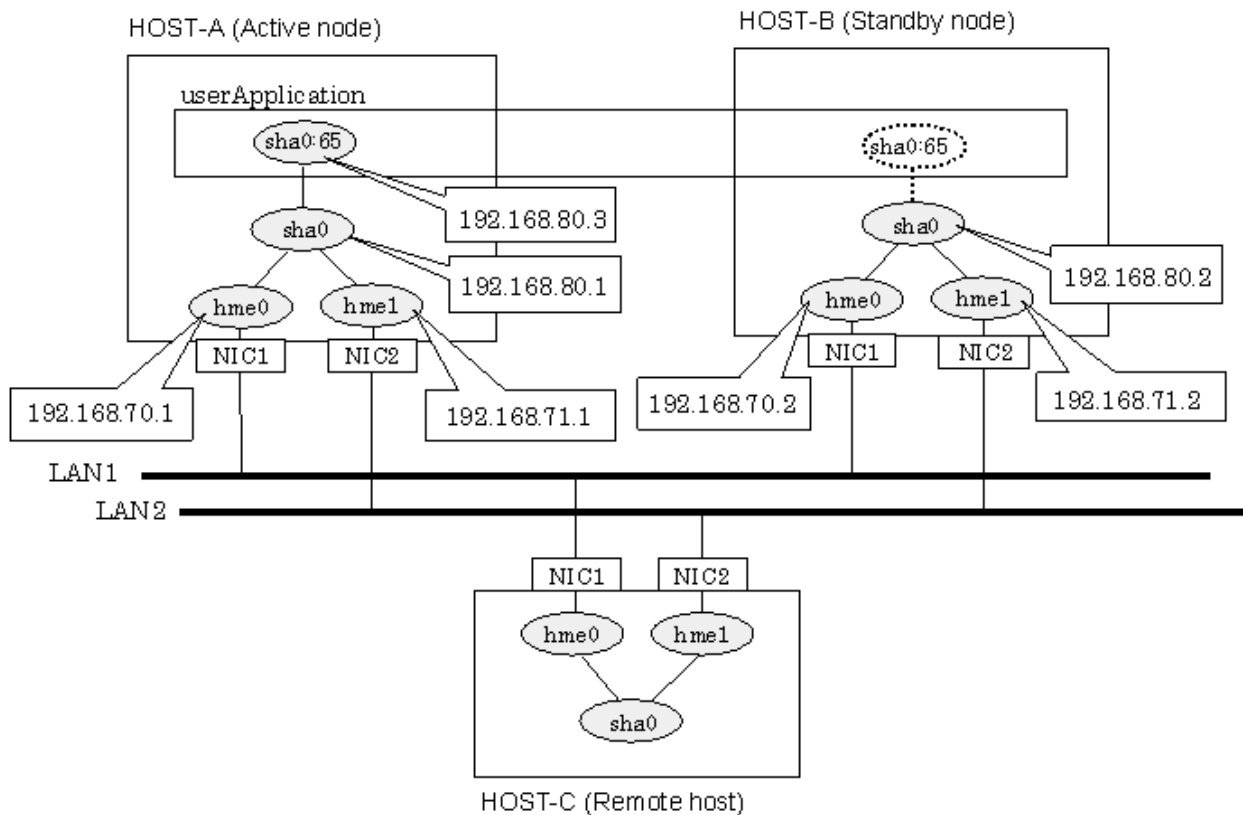 HOST-A (Active node)
HOST-B (Standby node)
userApplication
sha0:65
sha0:65
192.168.80.3
sha0
sha0
192.168.80.1
192.168.80.2
hme0
hme1
hme0
hme1
NIC1
NIC2
NIC1
NIC2
192.168.70.1
192.168.71.1
192.168.70.2
192.168.71.2
LAN1
LAN2
NIC1
NIC2
hme0
hme1
sha0
HOST-C (Remote host)